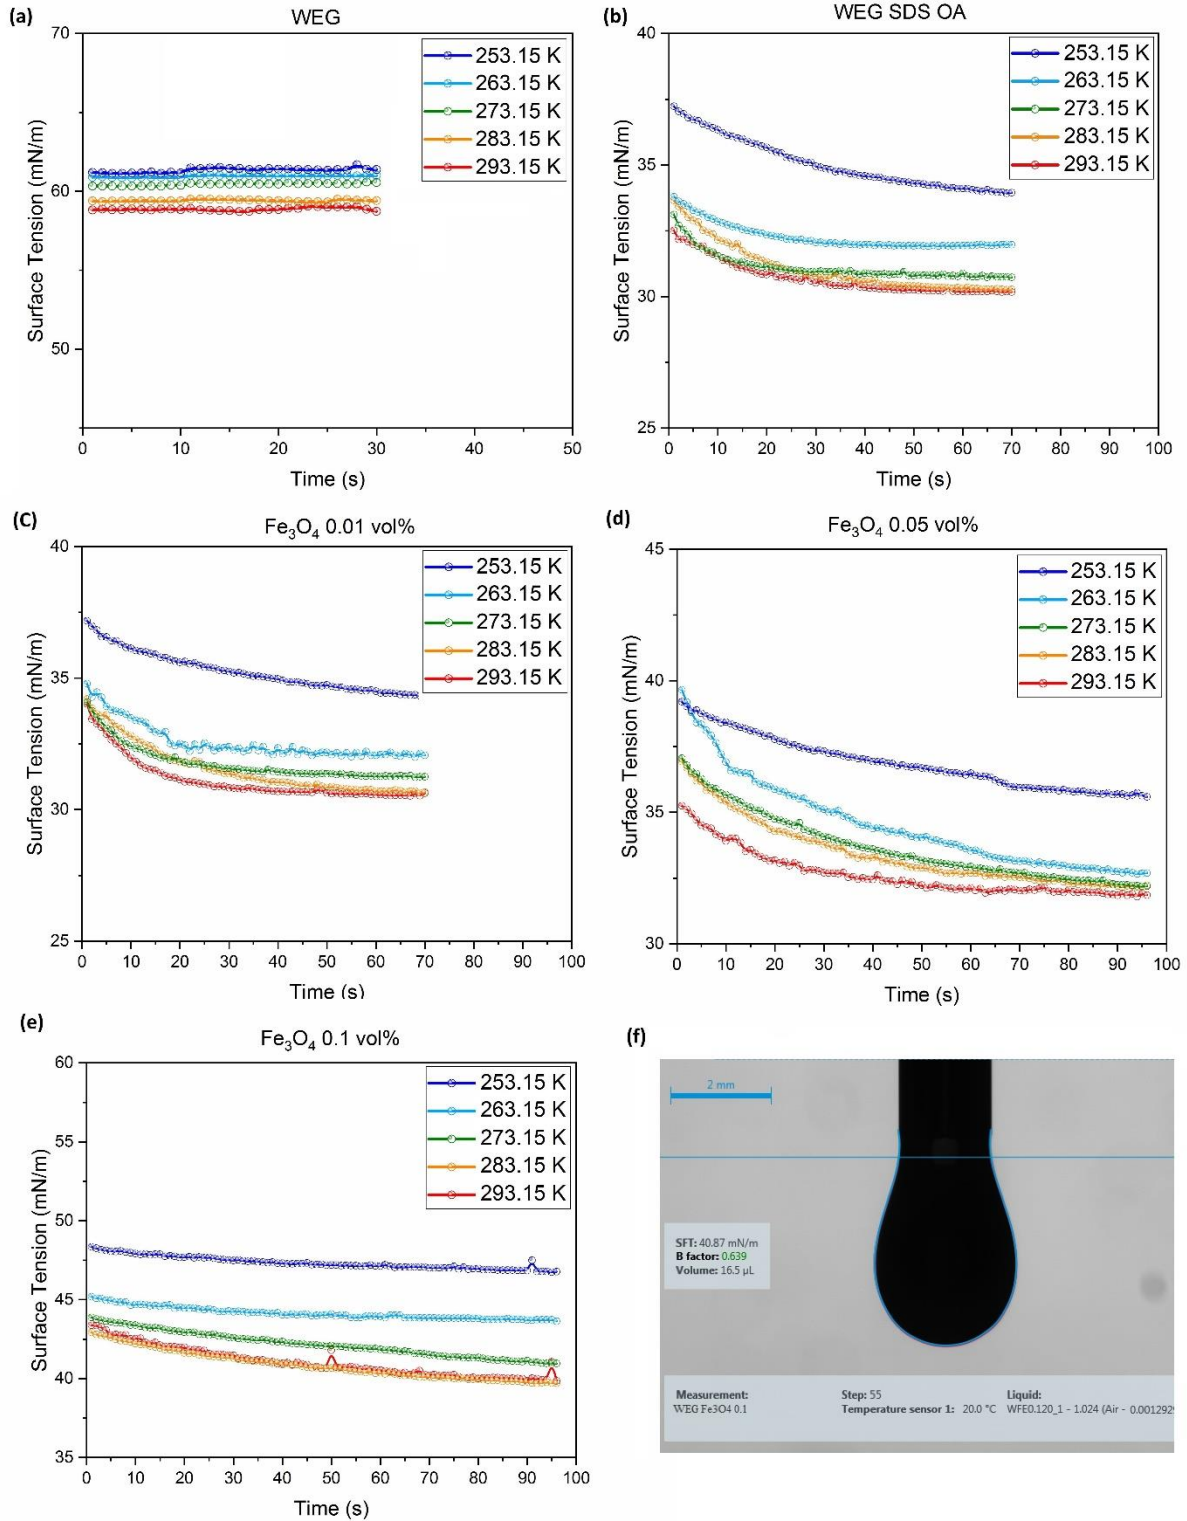 (a)
WEG
70
60
50
Surface Tension (mN/m)
253.15 K
263.15 K
273.15 K
283.15 K
293.15 K
0 10 20 30 40 50
Time (s)
(b)
WEG SDS OA
40
35
30
25
Surface Tension (mN/m)
253.15 K
263.15 K
273.15 K
283.15 K
293.15 K
0 10 20 30 40 50 60 70 80 90 100
Time (s)
(C)
Fe₃O₄ 0.01 vol%
40
35
30
25
Surface Tension (mN/m)
253.15 K
263.15 K
273.15 K
283.15 K
293.15 K
0 10 20 30 40 50 60 70 80 90 100
Time (s)
(d)
Fe₃O₄ 0.05 vol%
45
40
35
30
Surface Tension (mN/m)
253.15 K
263.15 K
273.15 K
283.15 K
293.15 K
0 10 20 30 40 50 60 70 80 90 100
Time (s)
(e)
Fe₃O₄ 0.1 vol%
60
55
50
45
40
35
Surface Tension (mN/m)
253.15 K
263.15 K
273.15 K
283.15 K
293.15 K
0 10 20 30 40 50 60 70 80 90 100
Time (s)
(f)
2 mm
SFT: 40.87 mN/m
B factor: 0.639
Volume: 16.5 µL
Measurement: Step: 55 Liquid:
WEG Fe3O4 0.1 Temperature sensor 1: 20.0 °C WFE0.120_1 - 1.024 (Air - 0.001292